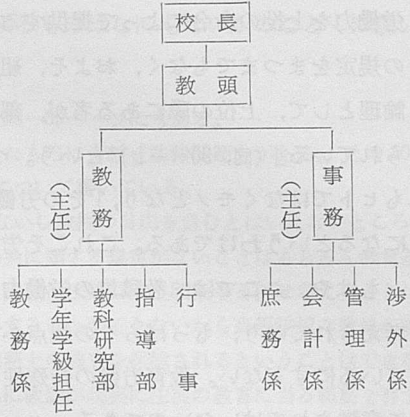 校長
教頭
教務
(主任)
事務
(主任)
教務係
学年学級担任
教科研究部
指導部
行事
庶務係
会計係
管理係
渉外係